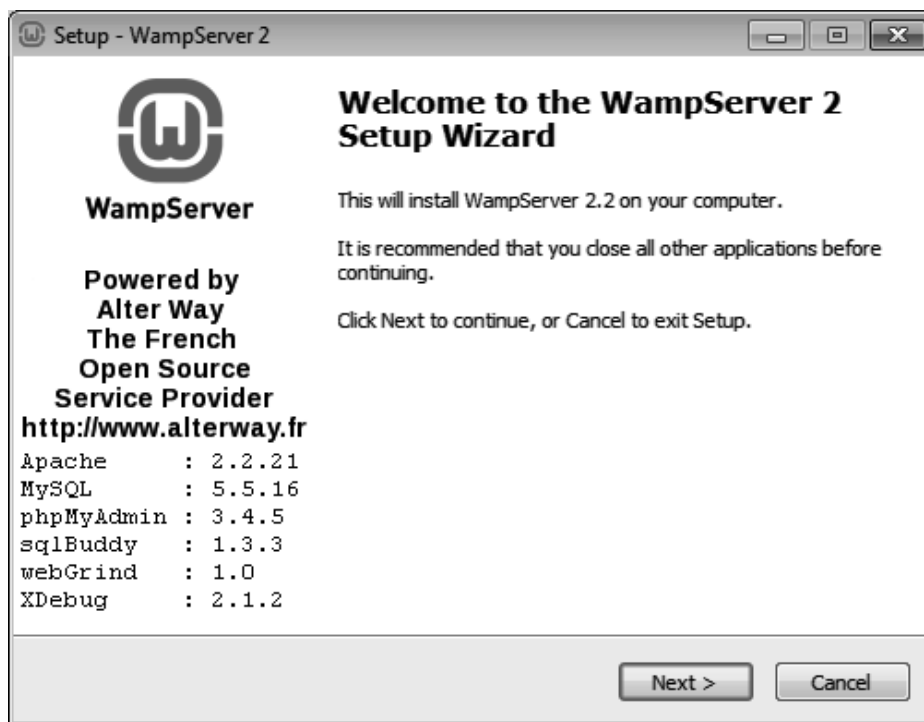 Setup - WampServer 2
WampServer
Powered by
Alter Way
The French
Open Source
Service Provider
http://www.alterway.fr
Apache : 2.2.21
MySQL : 5.5.16
phpMyAdmin : 3.4.5
sqlBuddy : 1.3.3
webGrind : 1.0
XDebug : 2.1.2
Welcome to the WampServer 2
Setup Wizard
This will install WampServer 2.2 on your computer.
It is recommended that you close all other applications before
continuing.
Click Next to continue, or Cancel to exit Setup.
Next >
Cancel